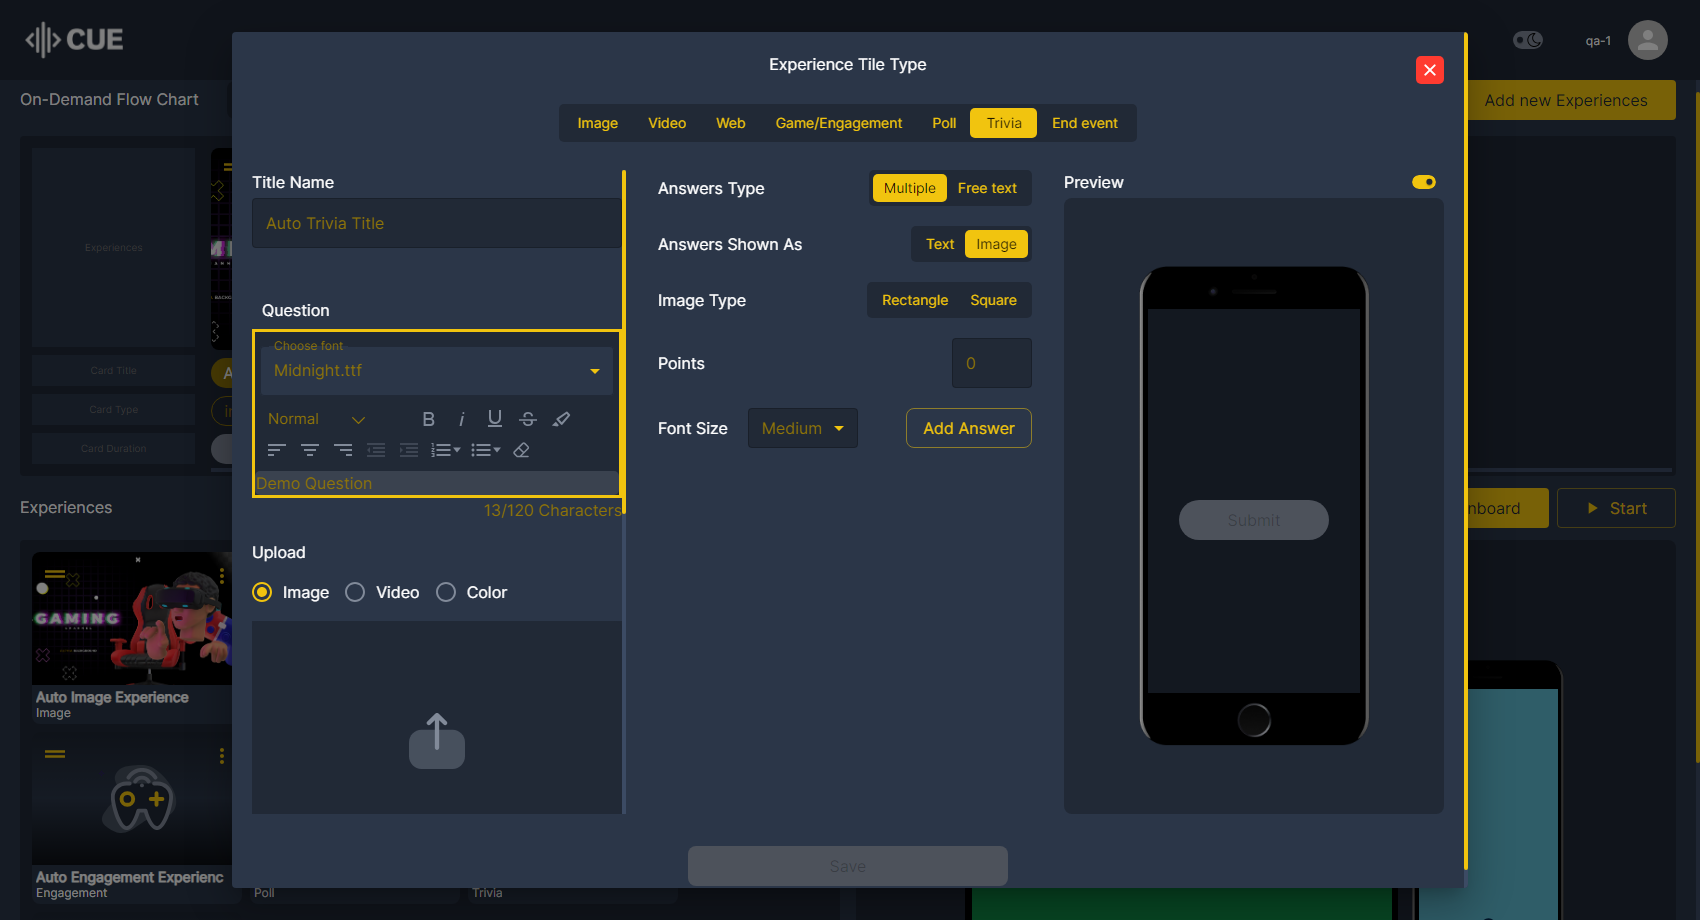 CUE
qa-1
On-Demand Flow Chart
Add new Experiences
Experience Tile Type
Image Video Web Game/Engagement Poll Trivia End event
Title Name
Auto Trivia Title
Question
Choose font
Midnight.ttf
Normal
Demo Question
13/120 Characters
Upload
Image Video Color
Answers Type Multiple Free text
Answers Shown As Text Image
Image Type Rectangle Square
Points 0
Font Size Medium Add Answer
Preview
Submit
Save
Experiences
Card Title
Card Type
Card Duration
Experiences
Start
GAMING
Auto Image Experience
Image
Auto Engagement Experienc
Engagement
Poll
Trivia